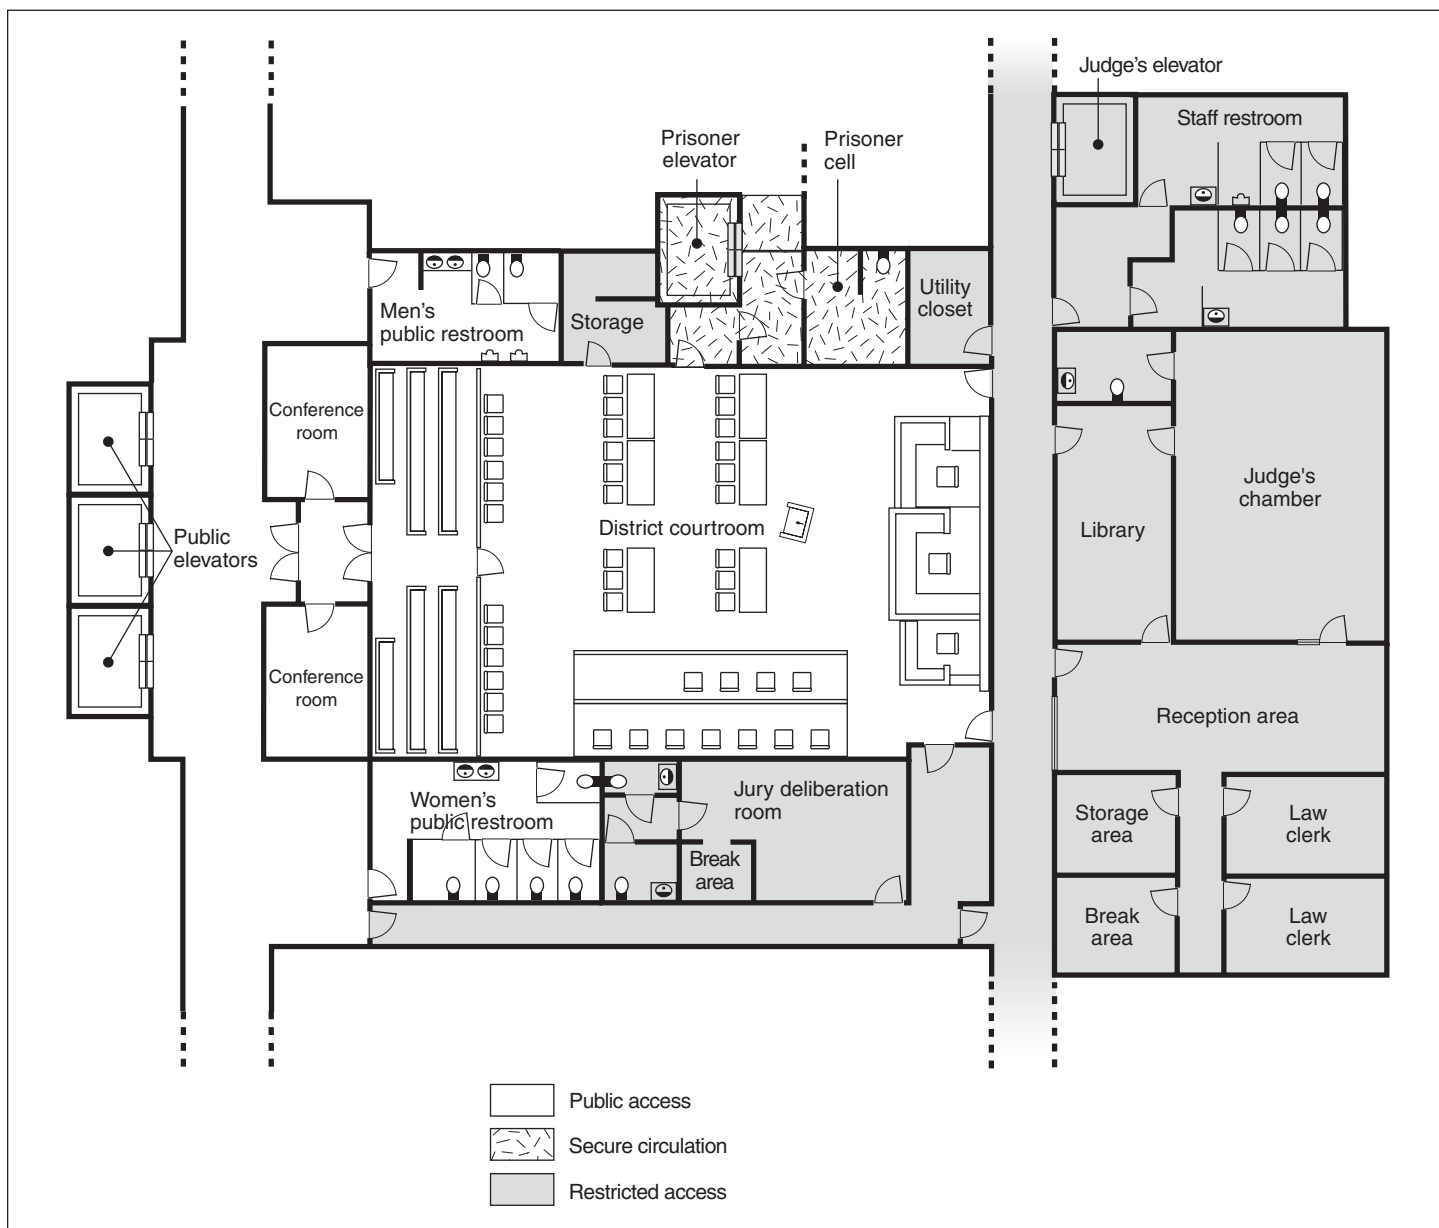 Judge's elevator
Staff restroom
Prisoner
elevator
Prisoner
cell
Utility
closet
Men's
public restroom
Storage
Conference
room
Judge's
chamber
District courtroom
Library
Public
elevators
Conference
room
Reception area
Jury deliberation
room
Women's
public restroom
Storage
area
Law
clerk
Break
area
Break
area
Law
clerk
Public access
Secure circulation
Restricted access